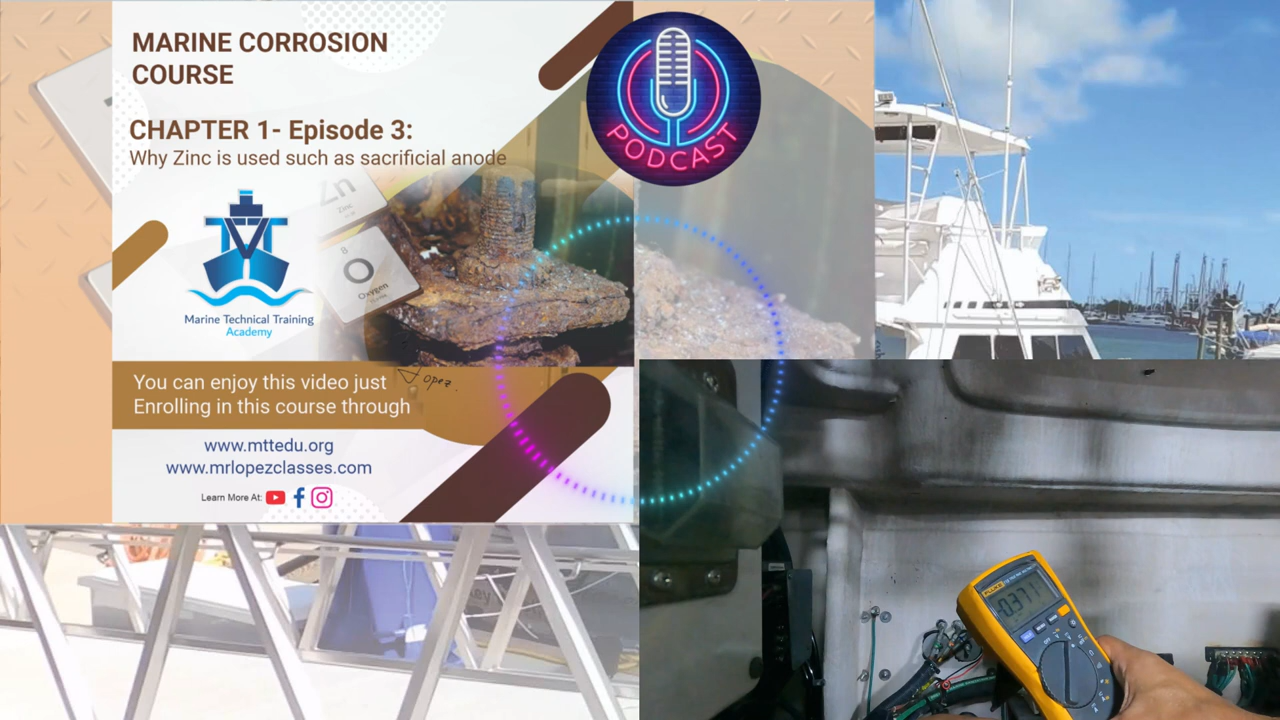 MARINE CORROSION
COURSE
CHAPTER 1- Episode 3:
Why Zinc is used such as sacrificial anode
PODCAST
Zn
Zinc
8
O
Oxygen
Marine Technical Training
Academy
Lopez.
You can enjoy this video just
Enrolling in this course through
www.mttedu.org
www.mrlopezclasses.com
Learn More At:
FLUKE